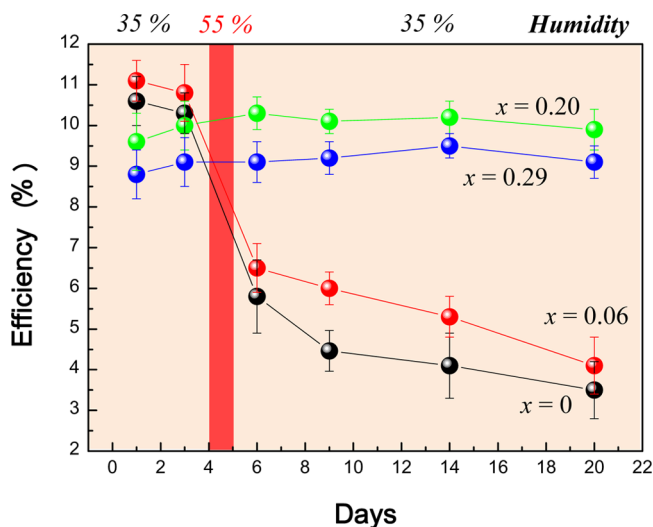 35 % 55 % 35 % Humidity
12
11
10
9
8
7
6
5
4
3
2
Efficiency (%)
x = 0.20
x = 0.29
x = 0.06
x = 0
0 2 4 6 8 10 12 14 16 18 20 22
Days